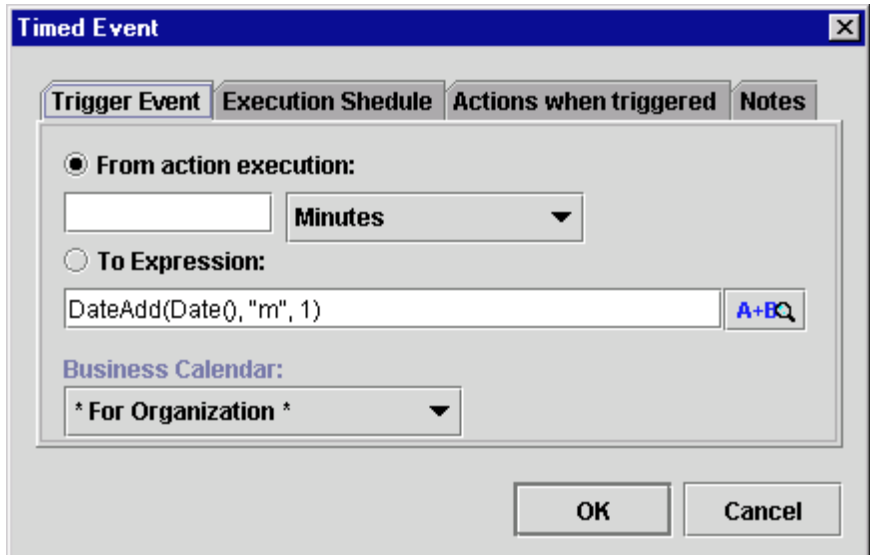 Timed Event
Trigger Event Execution Shedule Actions when triggered Notes
From action execution:
Minutes
To Expression:
DateAdd(Date(), "m", 1)
A+B
Business Calendar:
* For Organization *
OK Cancel